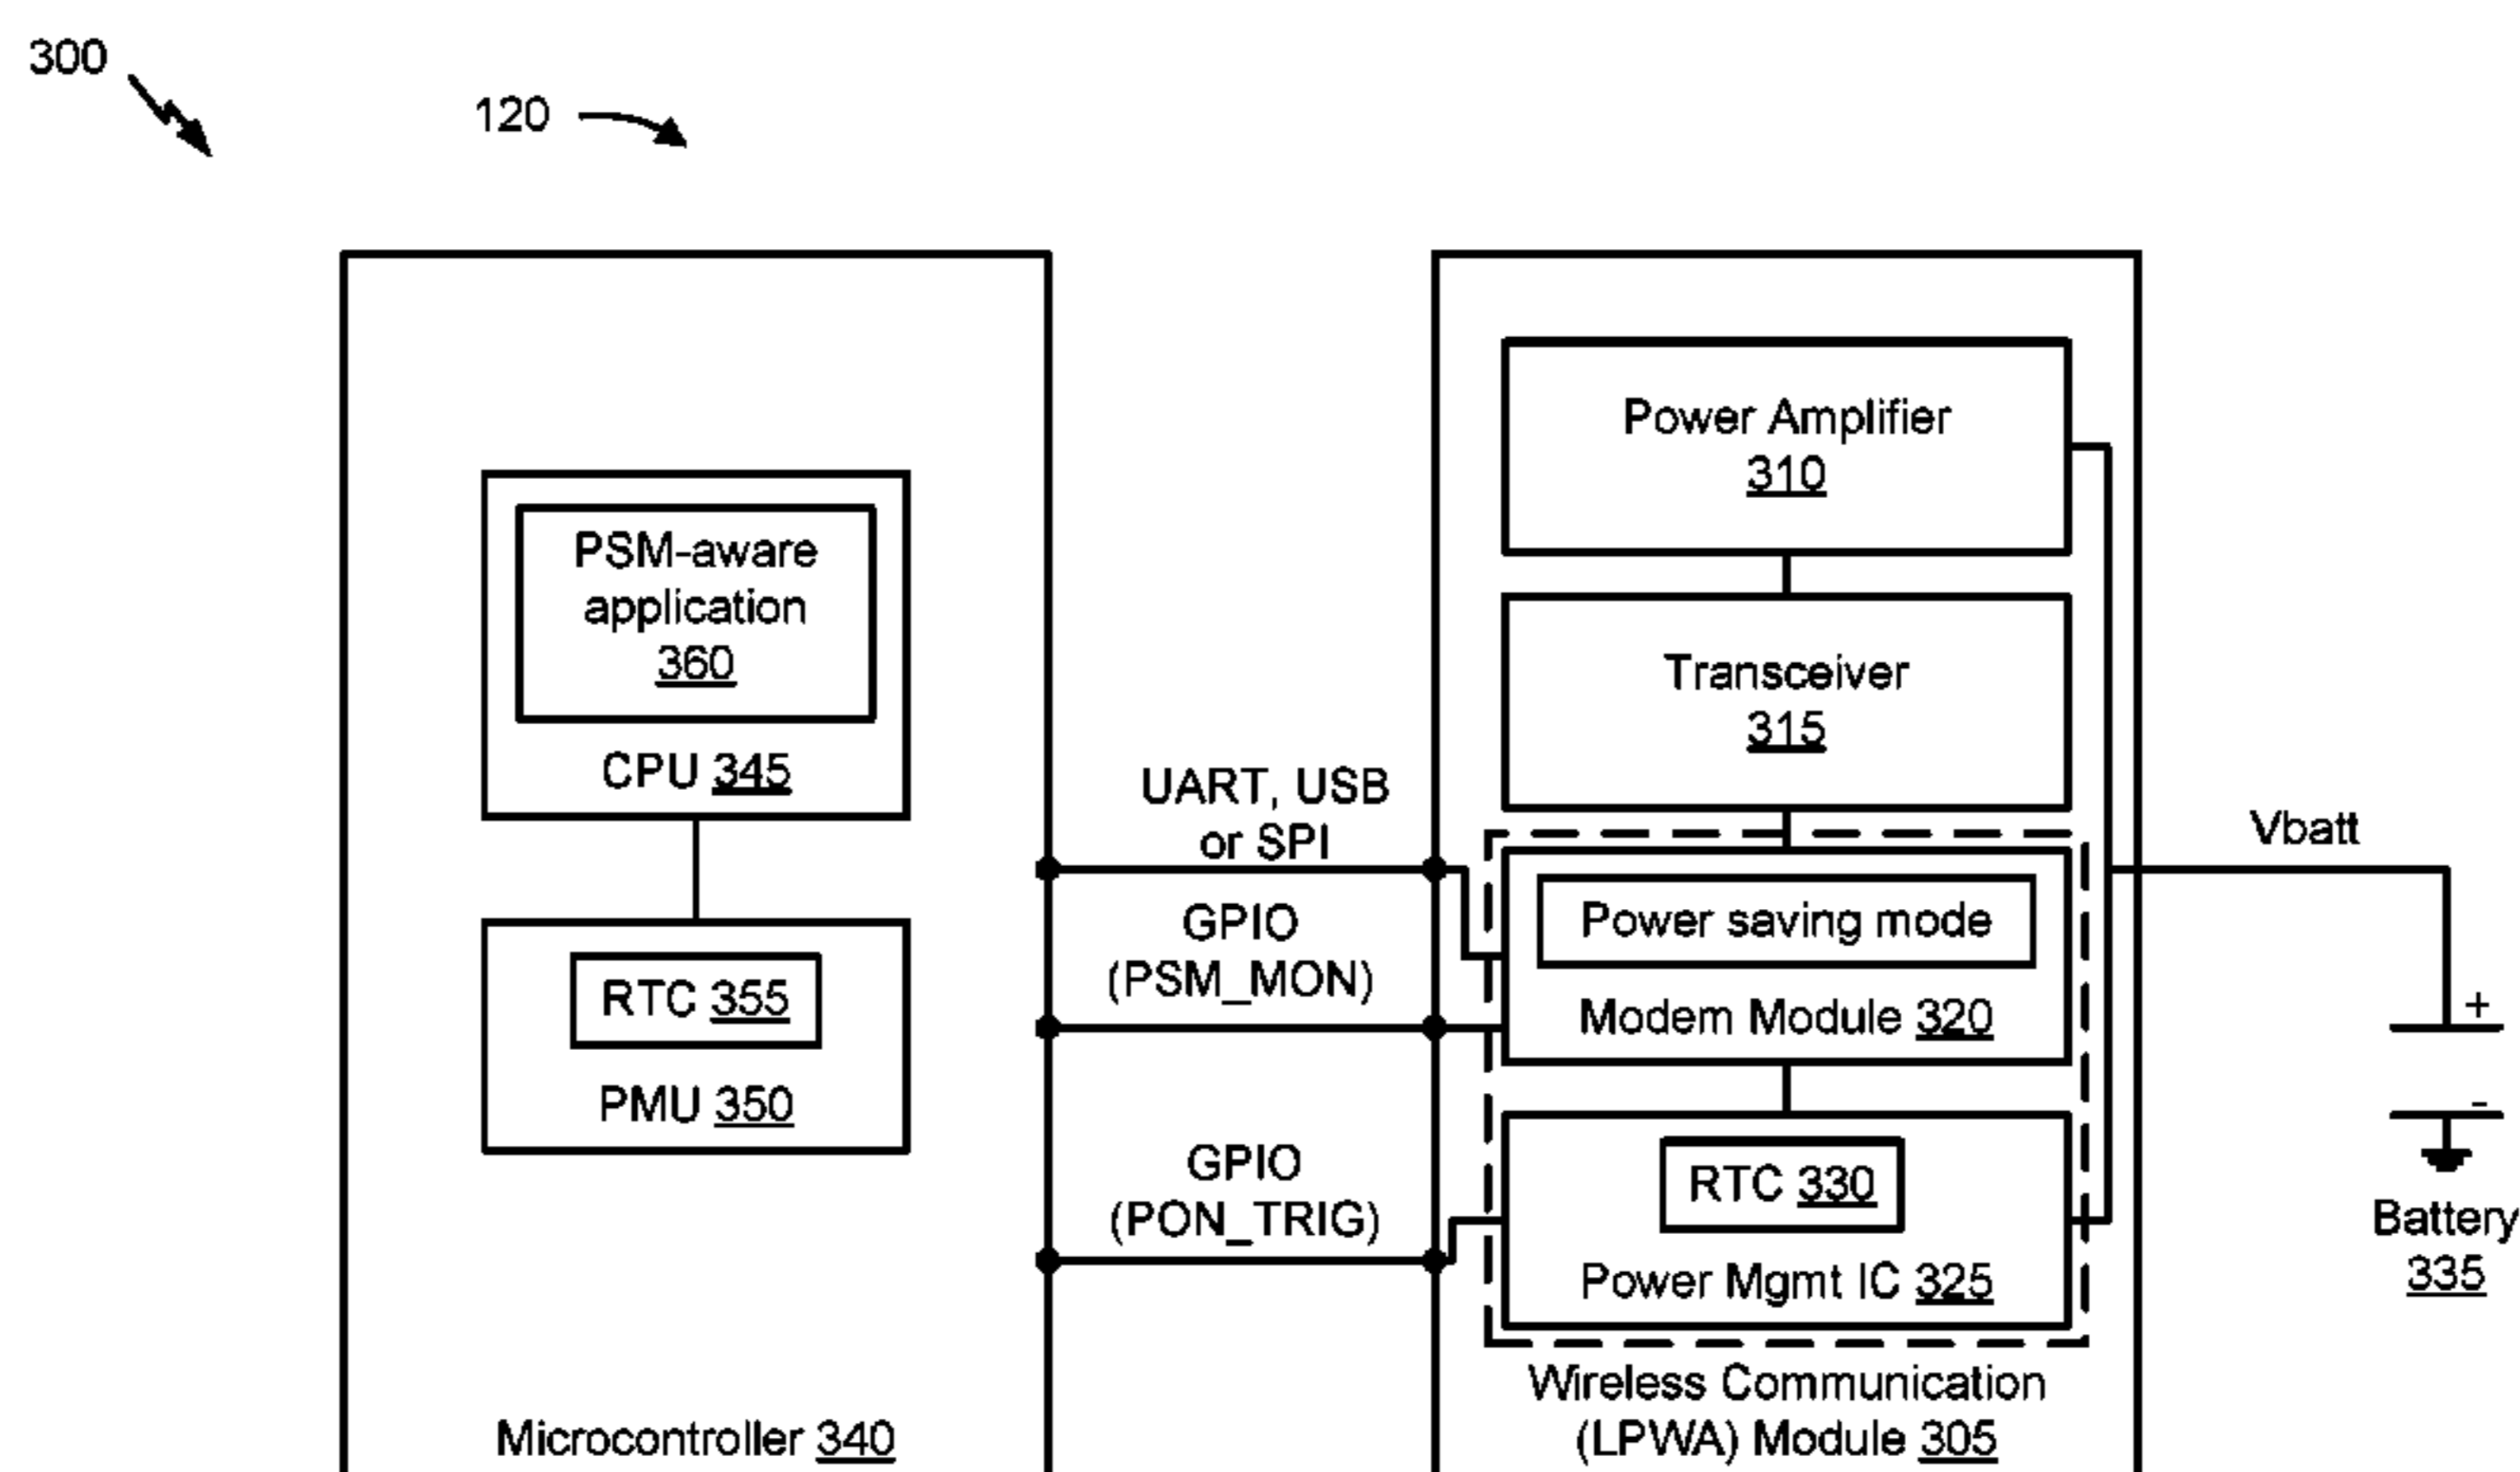 300
120
PSM-aware
application
360
CPU 345
RTC 355
PMU 350
Microcontroller 340
UART, USB
or SPI
GPIO
(PSM_MON)
GPIO
(PON_TRIG)
Power Amplifier
310
Transceiver
315
Power saving mode
Modem Module 320
RTC 330
Power Mgmt IC 325
Wireless Communication
(LPWA) Module 305
Vbatt
+
-
Battery
335